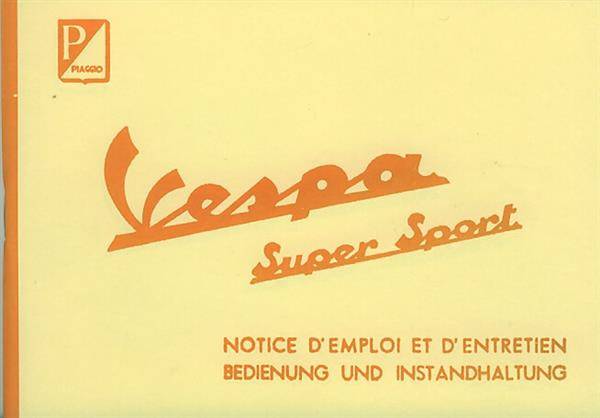 P
PIAGGIO
Vespa
Super Sport
NOTICE D'EMPLOI ET D'ENTRETIEN
BEDIENUNG UND INSTANDHALTUNG